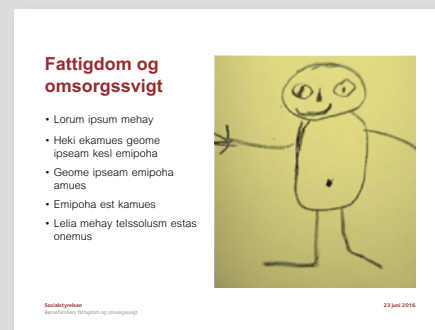 Fattigdom og
omsorgssvigt
• Lorum ipsum mehay
• Heki ekamues geome
ipseam kesl emipoha
• Geome ipseam emipoha
amues
• Emipoha est kamues
• Lelia mehay telssolusm estas
onemus
Socialstyrelsen
Børnefamiliers fattigdom og omsorgssvigt
23 juni 2016